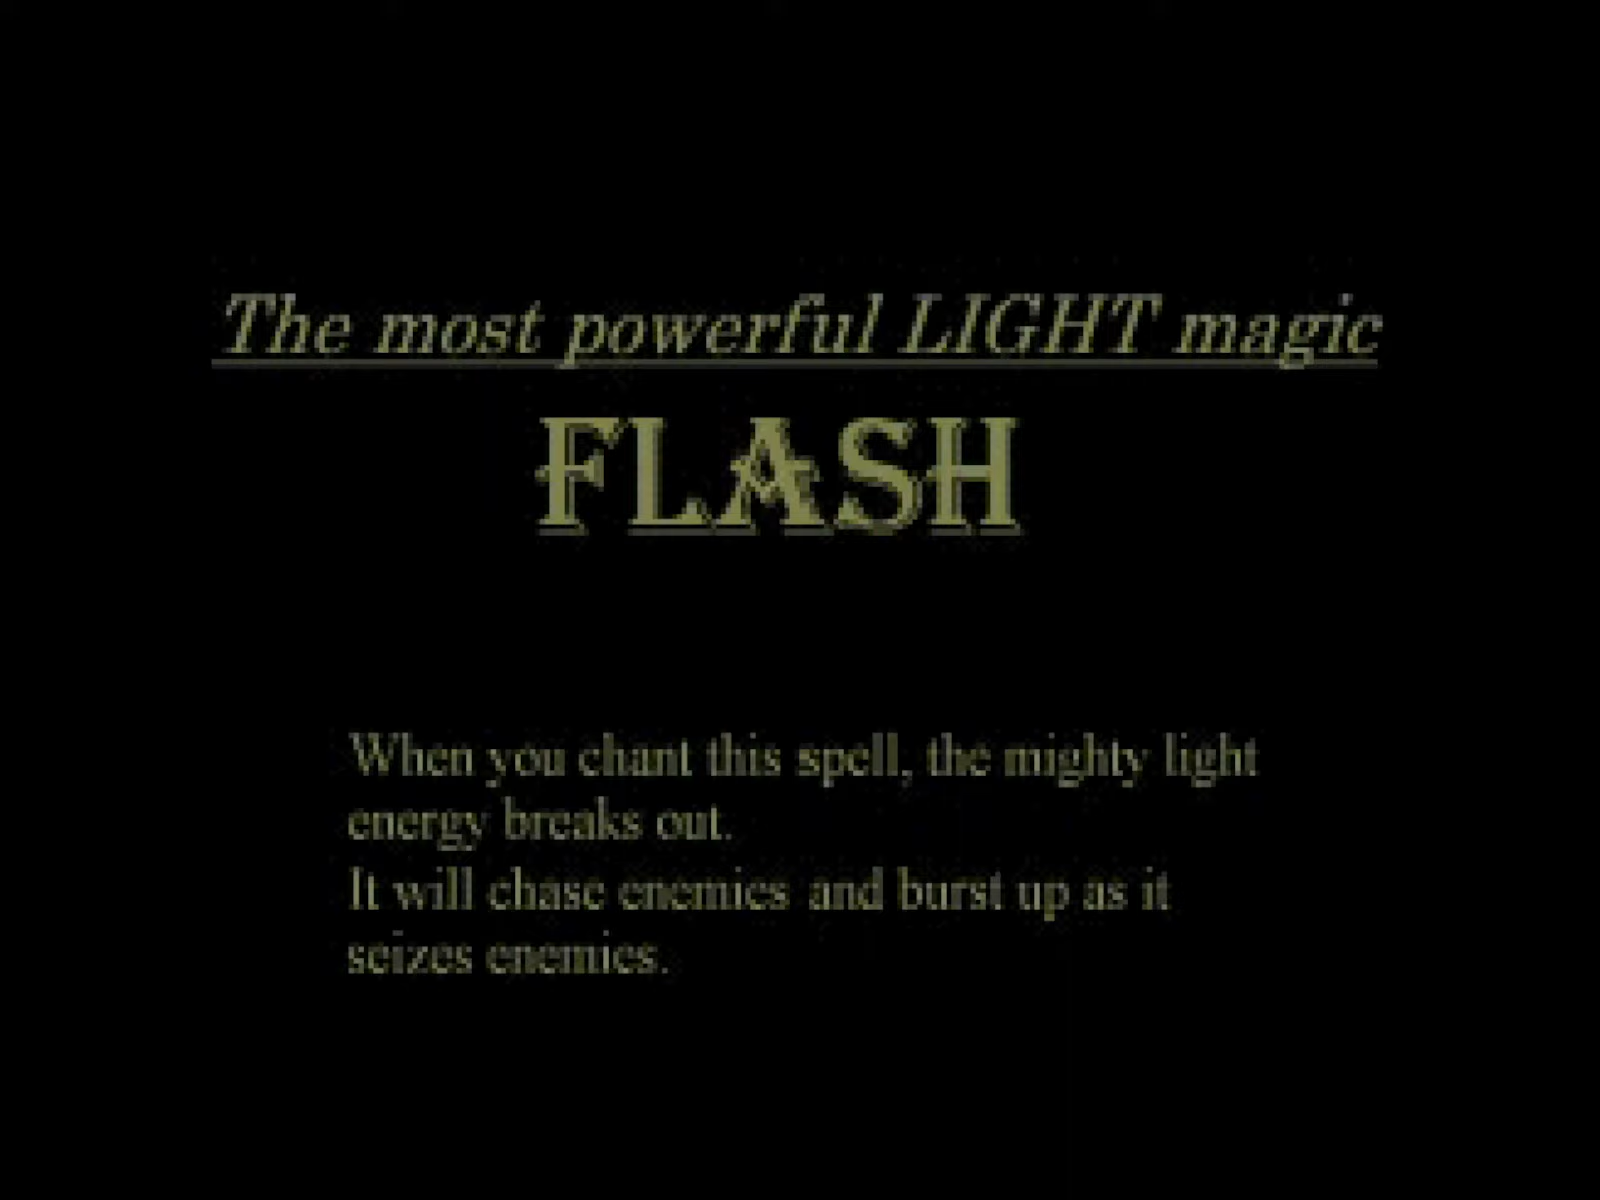 The most powerful LIGHT magic
FLASH
When you chant this spell, the mighty light
energy breaks out.
It will chase enemies and burst up as it
seizes enemies.